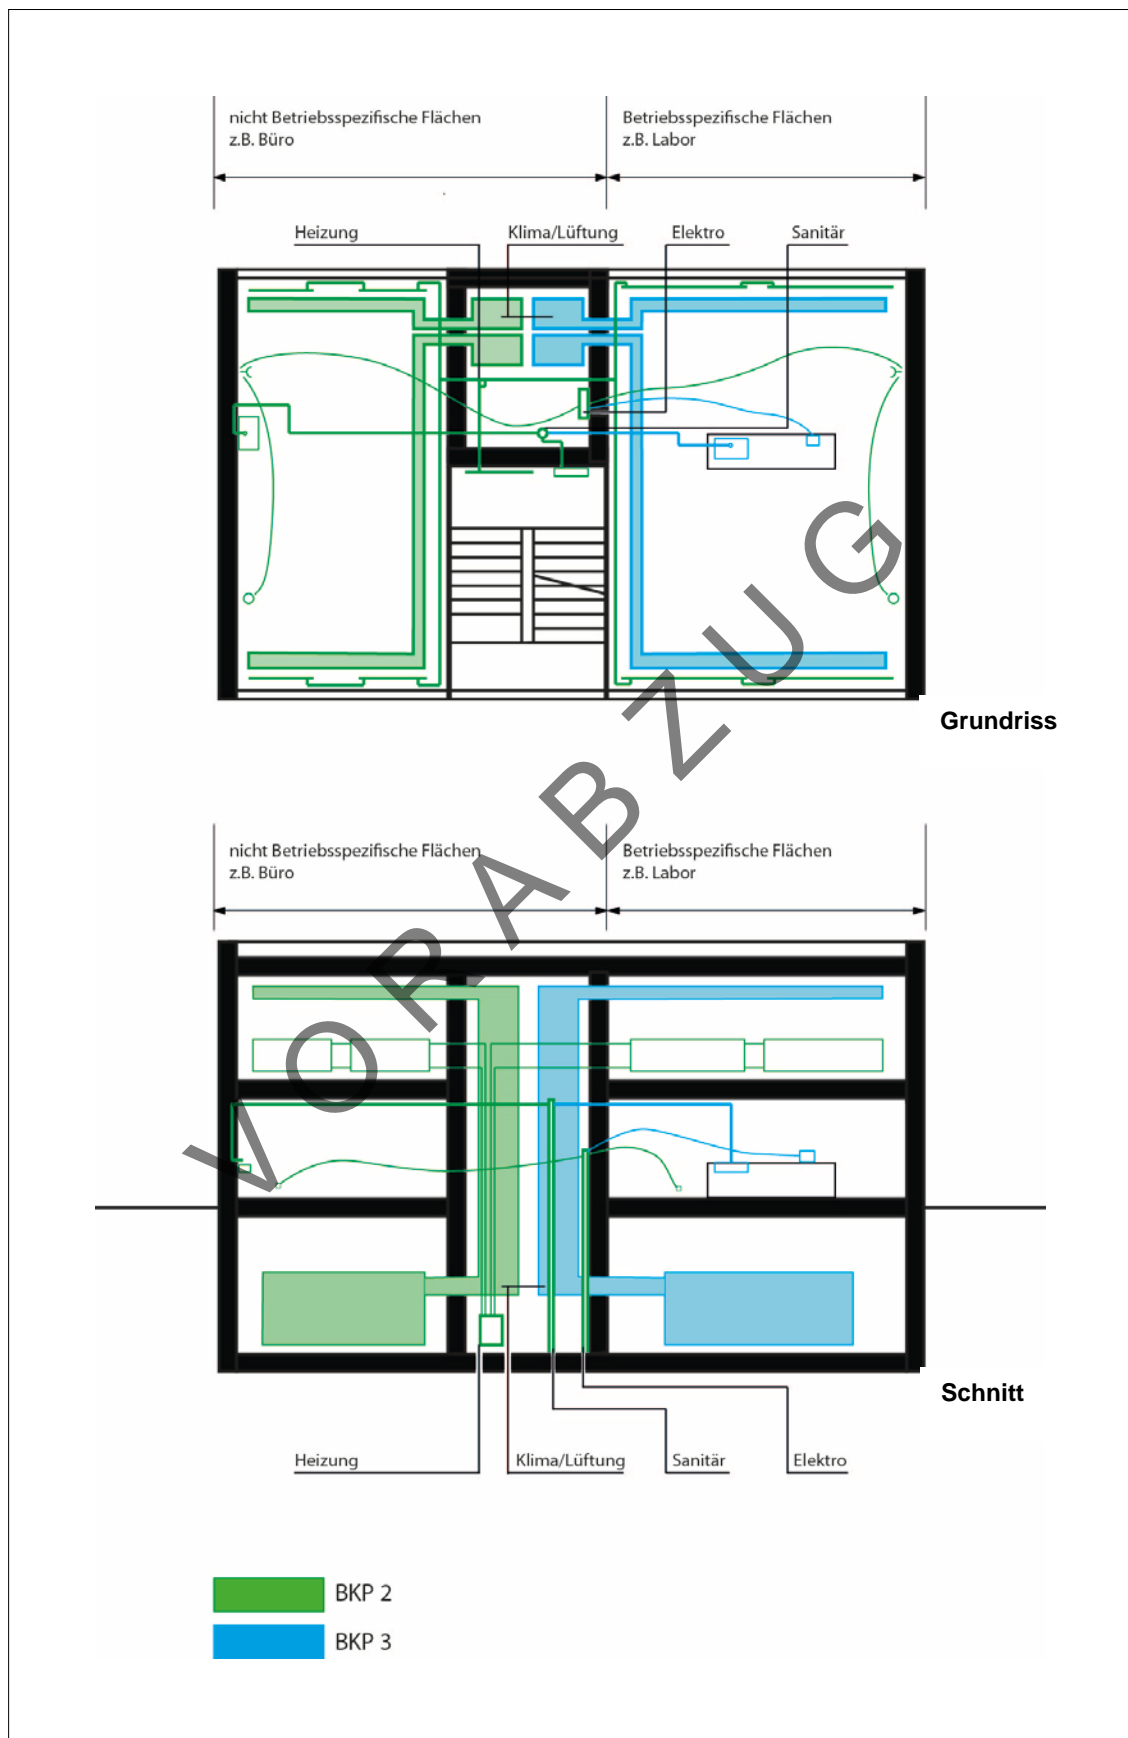 nicht Betriebsspezifische Flächen
z.B. Büro
Betriebsspezifische Flächen
z.B. Labor
Heizung
Klima/Lüftung
Elektro
Sanitär
Grundriss
VORABZUG
nicht Betriebsspezifische Flächen
z.B. Büro
Betriebsspezifische Flächen
z.B. Labor
Schnitt
Heizung
Klima/Lüftung
Sanitär
Elektro
BKP 2
BKP 3